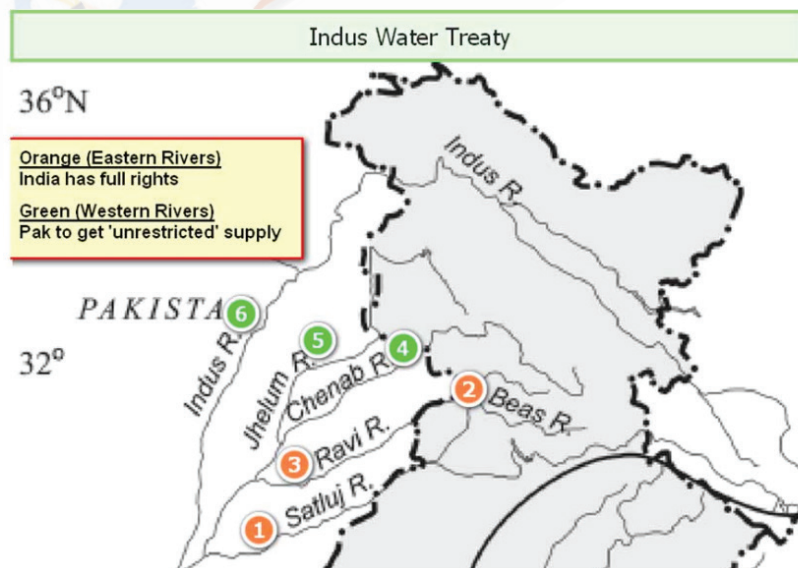 Indus Water Treaty
36°N
Orange (Eastern Rivers)
India has full rights
Green (Western Rivers)
Pak to get 'unrestricted' supply
Indus R.
PAKISTA
6
5
4
32°
Indus R.
Jhelum R.
Chenab R.
2
Beas R.
3
Ravi R.
Satluj R.
1